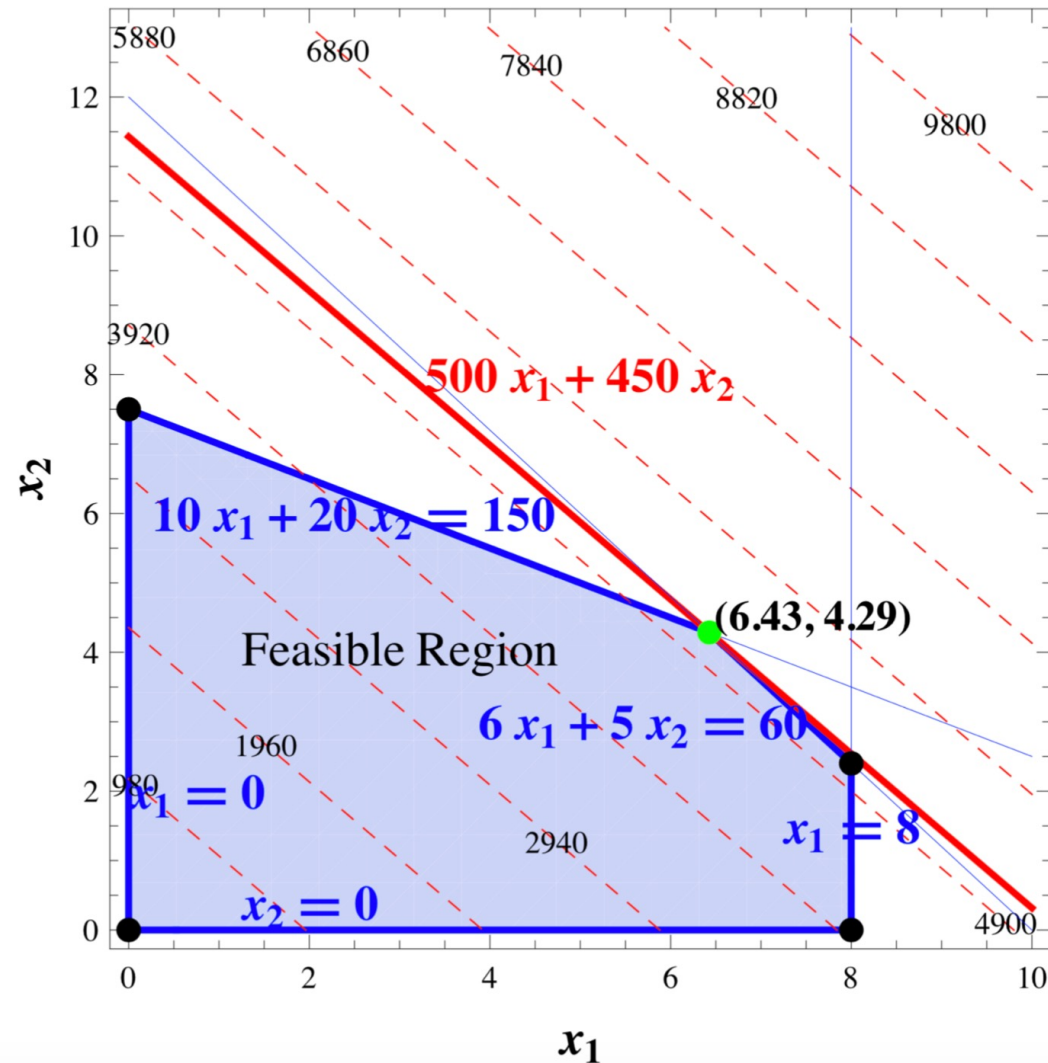 5880
6860
7840
8820
9800
12
10
3920
8
500 x₁ + 450 x₂
x₂
6
10 x₁ + 20 x₂ = 150
(6.43, 4.29)
4
Feasible Region
6 x₁ + 5 x₂ = 60
1960
2
980
x₁ = 0
x₁ = 8
2940
x₂ = 0
4900
0
0 2 4 6 8 10
x₁